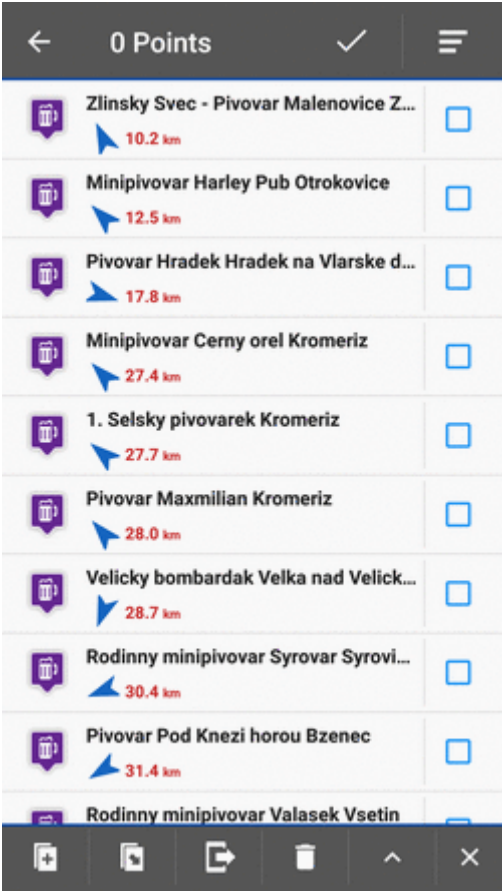 0 Points
Zlinsky Svec - Pivovar Malenovice Z...
10.2 km
Minipivovar Harley Pub Otrokovice
12.5 km
Pivovar Hradek Hradek na Vlarske d...
17.8 km
Minipivovar Cerny orel Kromeriz
27.4 km
1. Selsky pivovarek Kromeriz
27.7 km
Pivovar Maxmilian Kromeriz
28.0 km
Velicky bombardak Velka nad Velick...
28.7 km
Rodinny minipivovar Syrovar Syrovi...
30.4 km
Pivovar Pod Knezi horou Bzenec
31.4 km
Rodinny minipivovar Valasek Vsetin